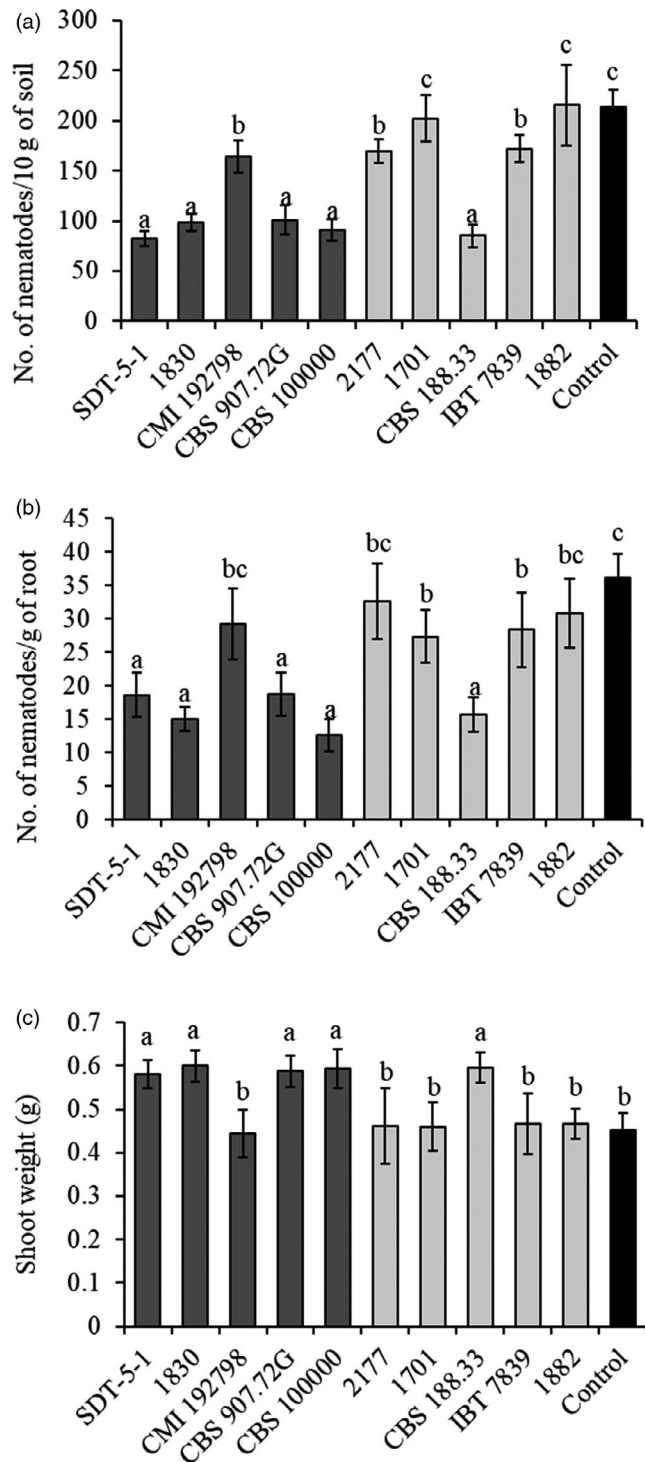 (a)
No. of nematodes/10 g of soil
300
250
200
150
100
50
0
a
a
b
a
a
b
c
a
b
c
c
SDT-5-1
1830
CMI 192798
CBS 907.72G
CBS 100000
2177
1701
CBS 188.33
IBT 7839
1882
Control
(b)
No. of nematodes/g of root
45
40
35
30
25
20
15
10
5
0
a
a
bc
a
a
bc
b
a
b
bc
c
SDT-5-1
1830
CMI 192798
CBS 907.72G
CBS 100000
2177
1701
CBS 188.33
IBT 7839
1882
Control
(c)
Shoot weight (g)
0.7
0.6
0.5
0.4
0.3
0.2
0.1
0
a
a
b
a
a
b
b
a
b
b
b
SDT-5-1
1830
CMI 192798
CBS 907.72G
CBS 100000
2177
1701
CBS 188.33
IBT 7839
1882
Control